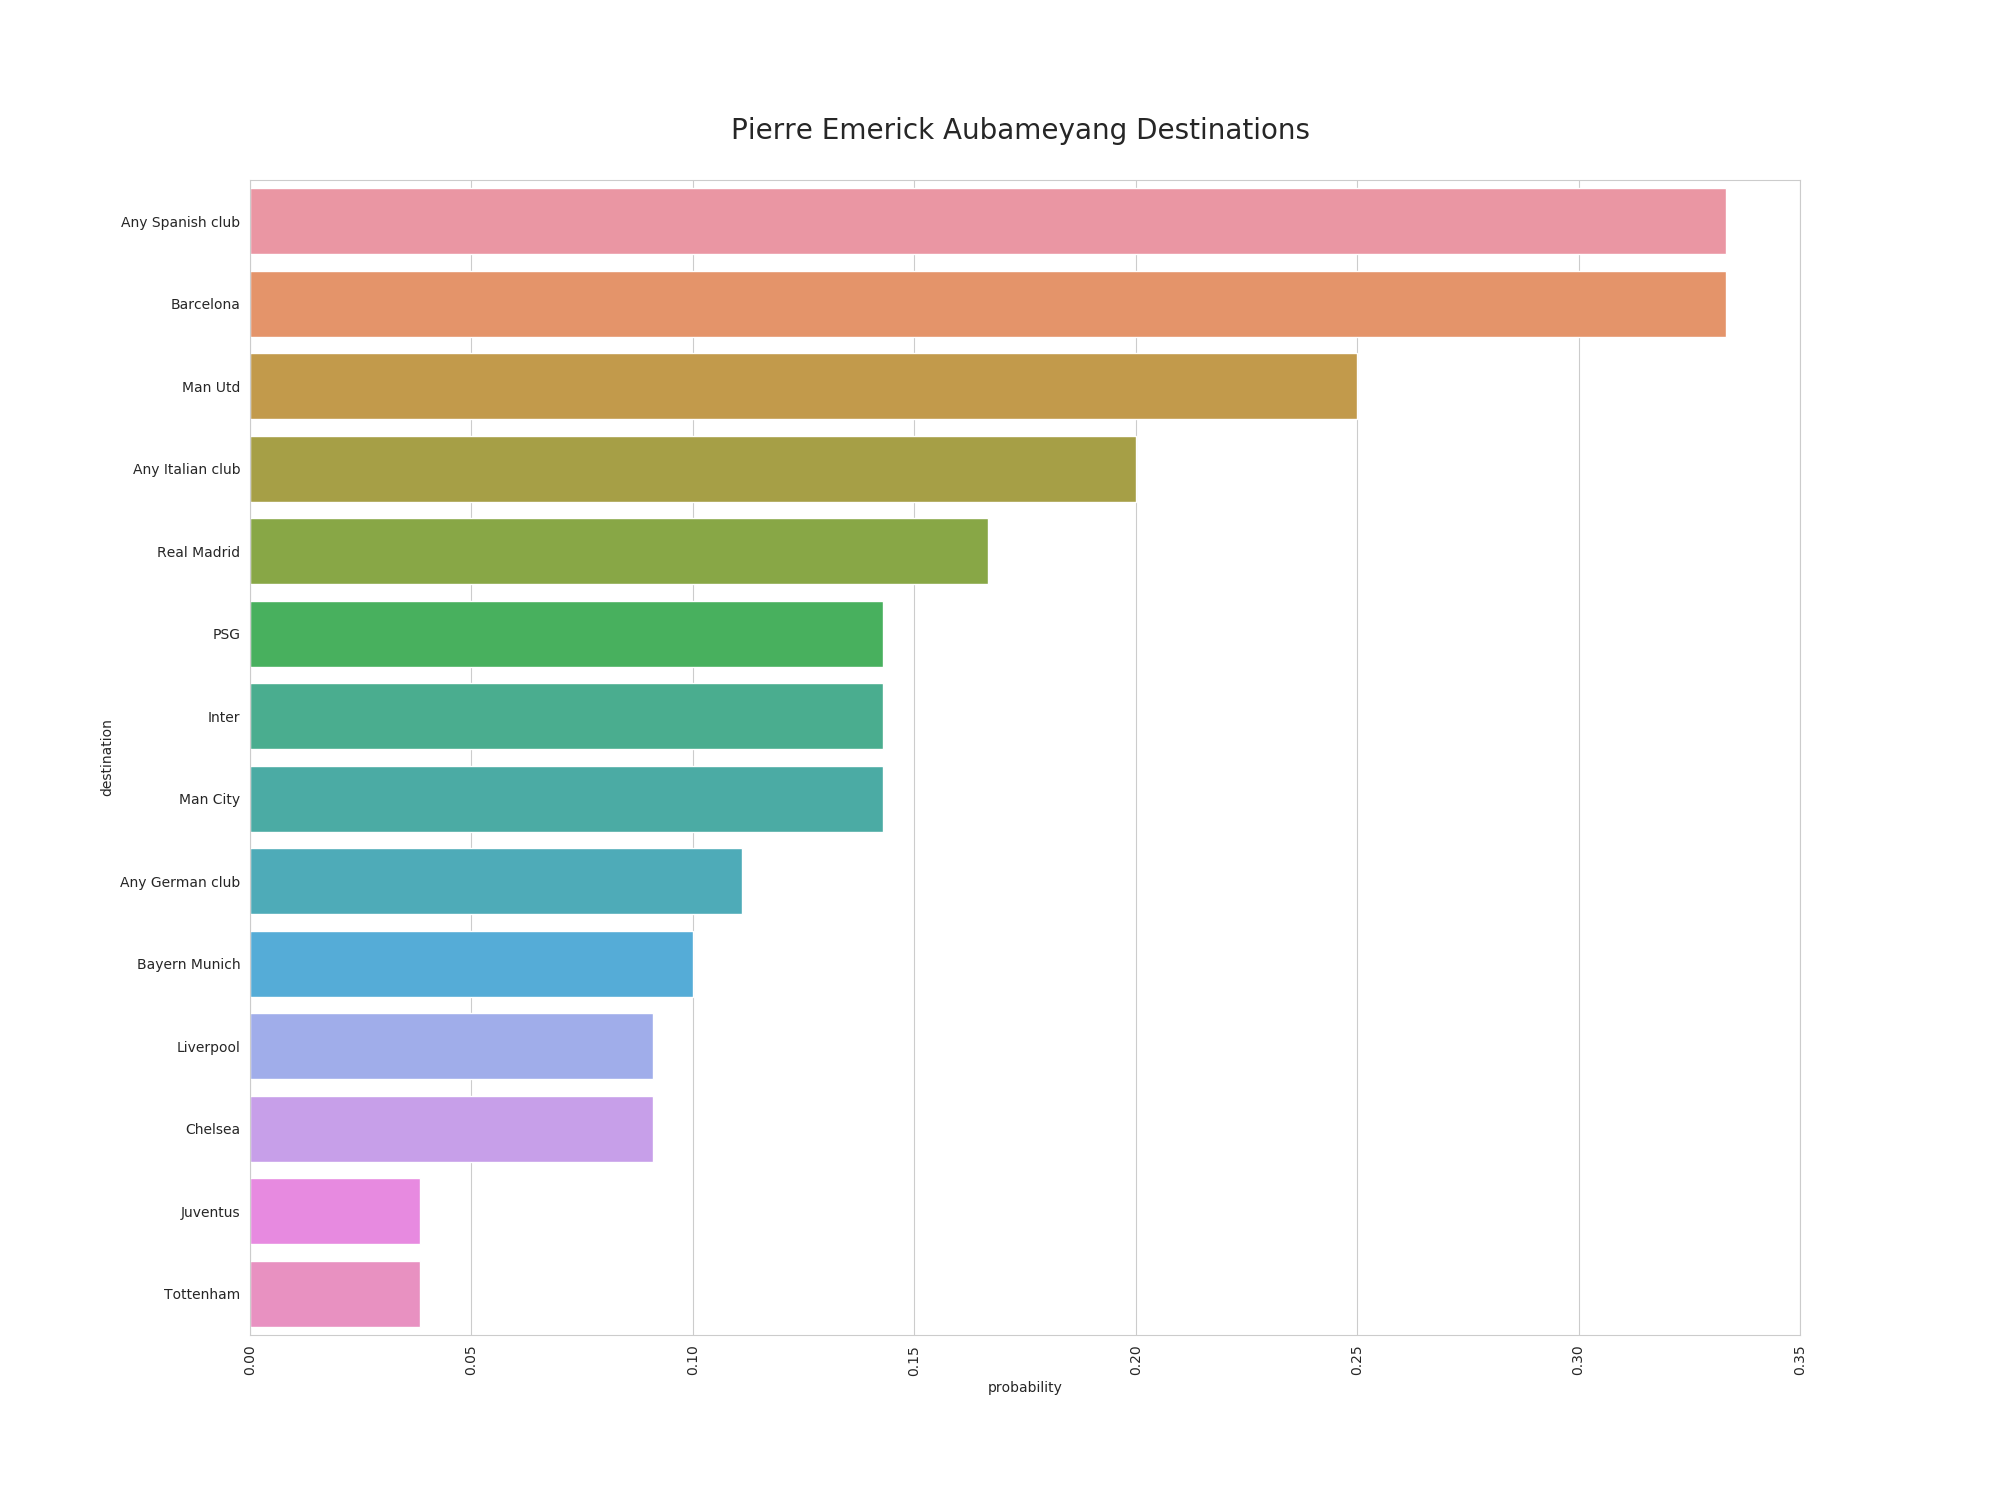 Pierre Emerick Aubameyang Destinations
Any Spanish club
Barcelona
Man Utd
Any Italian club
Real Madrid
PSG
Inter
Man City
Any German club
Bayern Munich
Liverpool
Chelsea
Juventus
Tottenham
destination
0.00 0.05 0.10 0.15 0.20 0.25 0.30 0.35
probability